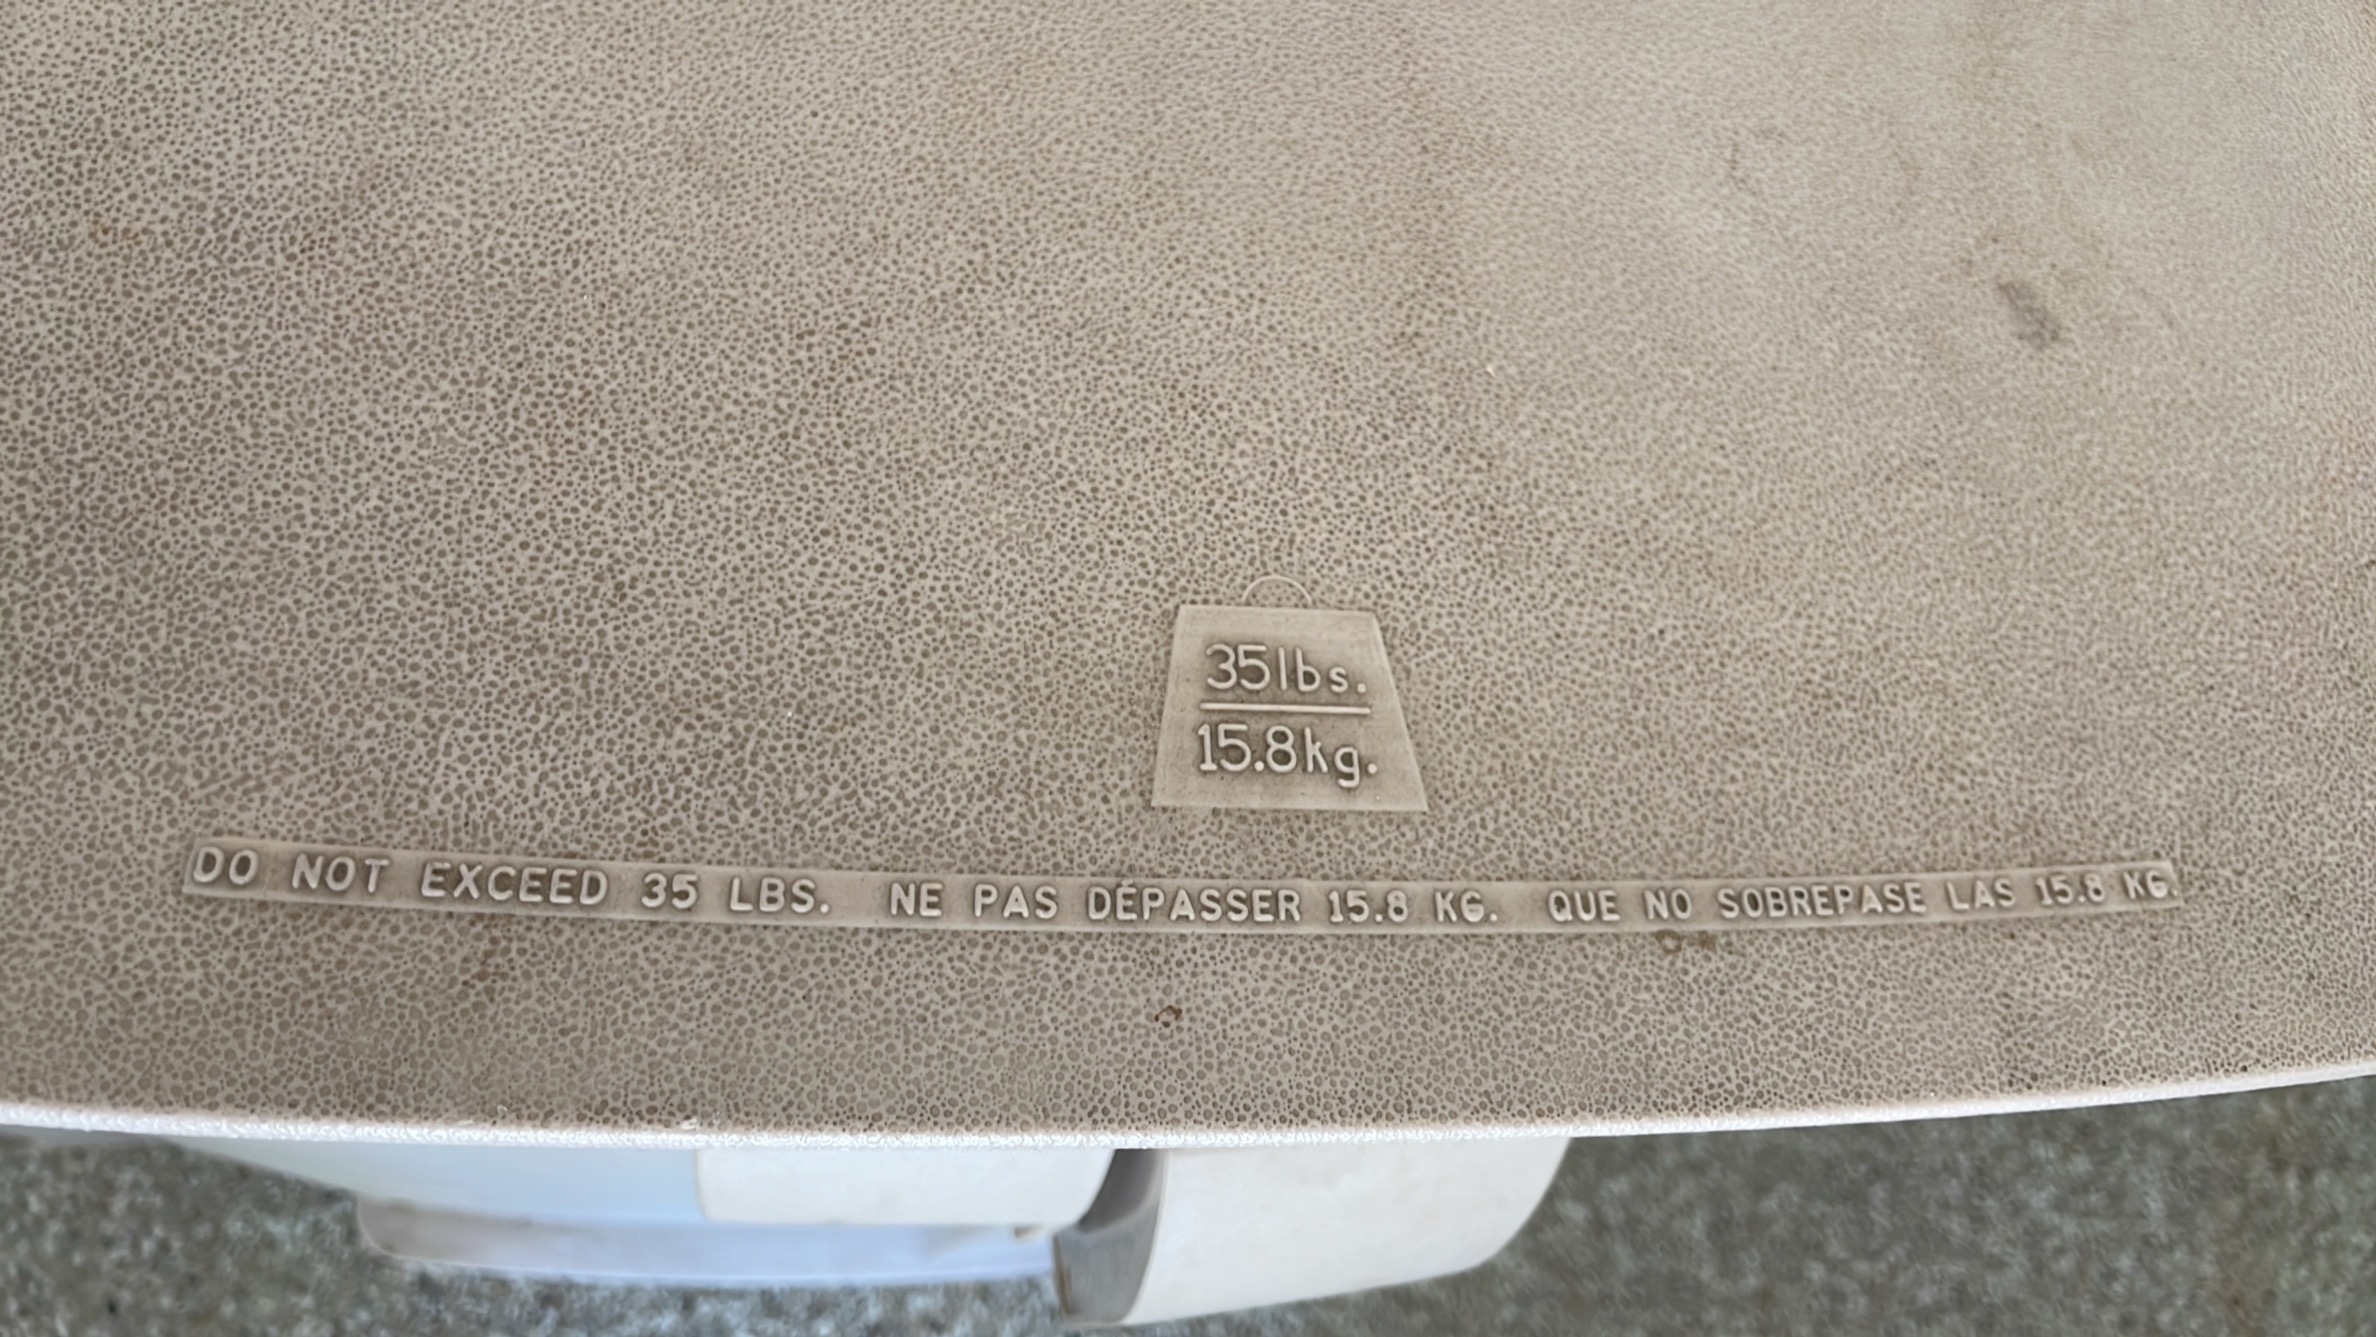 35lbs.
15.8kg.
DO NOT EXCEED 35 LBS. NE PAS DÉPASSER 15.8 KG. QUE NO SOBREPASE LAS 15.8 KG.